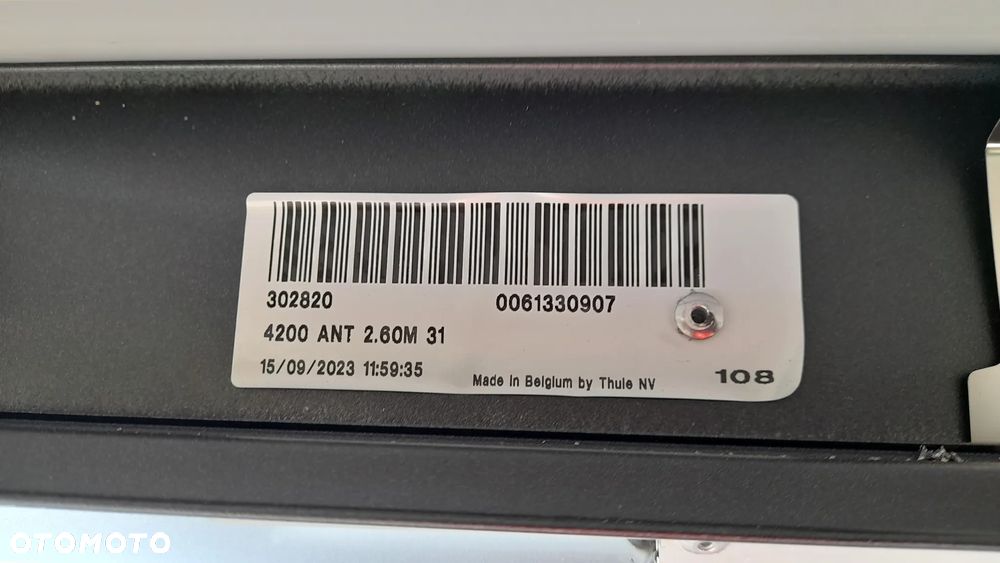 302820 0061330907
4200 ANT 2.60M 31
15/09/2023 11:59:35 Made in Belgium by Thule NV 108
OTOMOTO